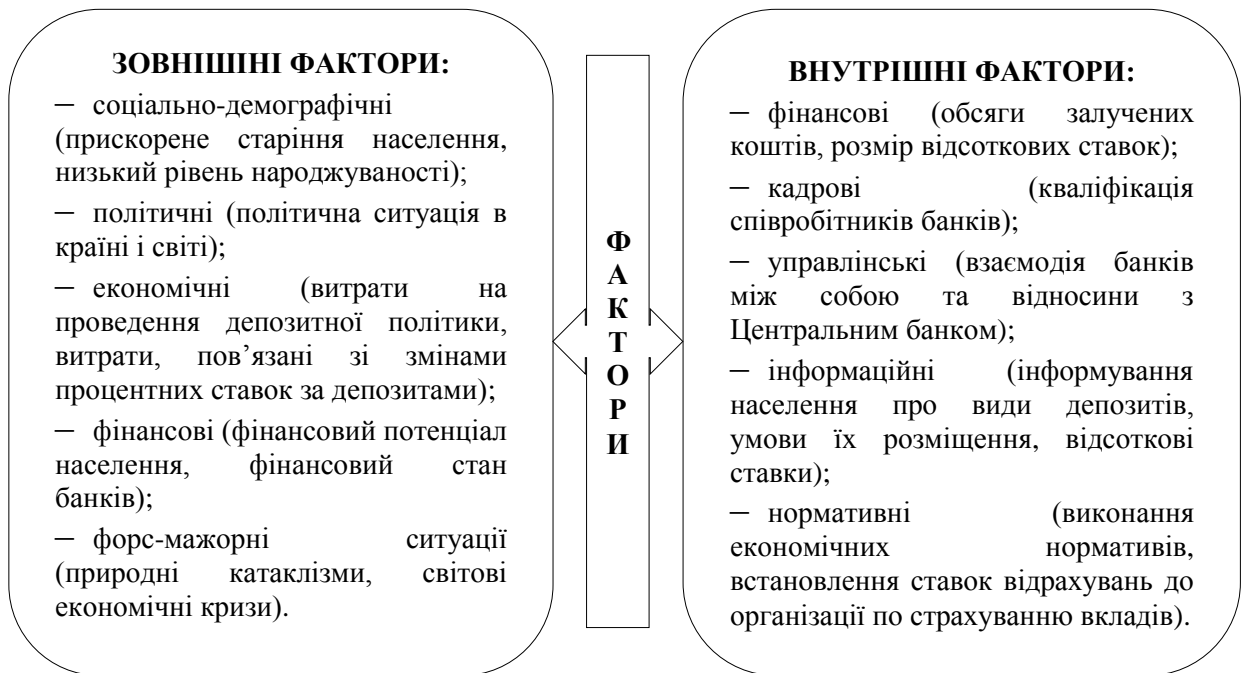 ЗОВНІШІНІ ФАКТОРИ:
— соціально-демографічні
(прискорене старіння населення,
низький рівень народжуваності);
— політичні (політична ситуація в
країні і світі);
— економічні (витрати на
проведення депозитної політики,
витрати, пов’язані зі змінами
процентних ставок за депозитами);
— фінансові (фінансовий потенціал
населення, фінансовий стан
банків);
— форс-мажорні ситуації
(природні катаклізми, світові
економічні кризи).
Ф
А
К
Т
О
Р
И
ВНУТРІШНІ ФАКТОРИ:
— фінансові (обсяги залучених
коштів, розмір відсоткових ставок);
— кадрові (кваліфікація
співробітників банків);
— управлінські (взаємодія банків
між собою та відносини з
Центральним банком);
— інформаційні (інформування
населення про види депозитів,
умови їх розміщення, відсоткові
ставки);
— нормативні (виконання
економічних нормативів,
встановлення ставок відрахувань до
організації по страхуванню вкладів).